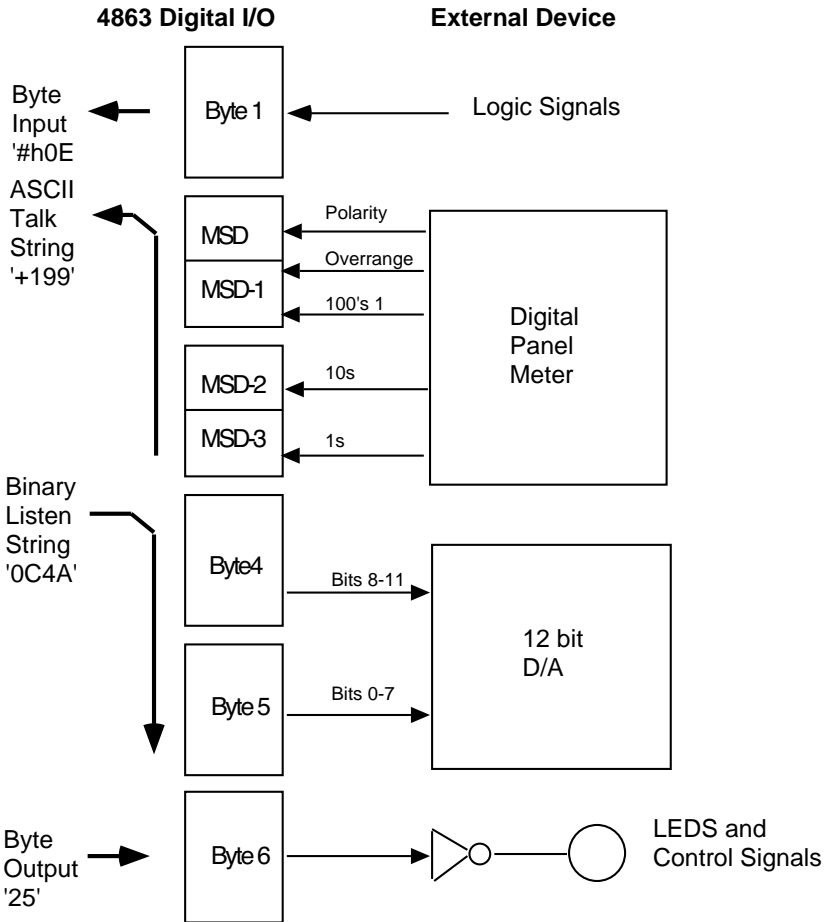 4863 Digital I/O
External Device
Byte
Input
'#h0E
Byte 1
Logic Signals
ASCII
Talk
String
'+199'
MSD
MSD-1
Polarity
Overrange
100's 1
MSD-2
MSD-3
10s
1s
Digital
Panel
Meter
Binary
Listen
String
'0C4A'
Byte4
Bits 8-11
Byte 5
Bits 0-7
12 bit
D/A
Byte
Output
'25'
Byte 6
LEDS and
Control Signals